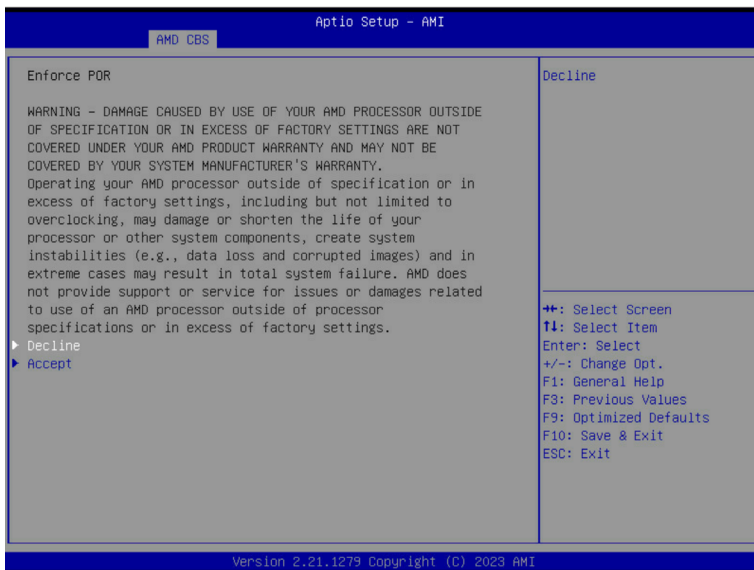 Aptio Setup - AMI
AMD CBS
Enforce POR
WARNING - DAMAGE CAUSED BY USE OF YOUR AMD PROCESSOR OUTSIDE
OF SPECIFICATION OR IN EXCESS OF FACTORY SETTINGS ARE NOT
COVERED UNDER YOUR AMD PRODUCT WARRANTY AND MAY NOT BE
COVERED BY YOUR SYSTEM MANUFACTURER'S WARRANTY.
Operating your AMD processor outside of specification or in
excess of factory settings, including but not limited to
overclocking, may damage or shorten the life of your
processor or other system components, create system
instabilities (e.g., data loss and corrupted images) and in
extreme cases may result in total system failure. AMD does
not provide support or service for issues or damages related
to use of an AMD processor outside of processor
specifications or in excess of factory settings.
Decline
Accept
Decline
→←: Select Screen
↑↓: Select Item
Enter: Select
+/-: Change Opt.
F1: General Help
F3: Previous Values
F9: Optimized Defaults
F10: Save & Exit
ESC: Exit
Version 2.21.1279 Copyright (C) 2023 AMI